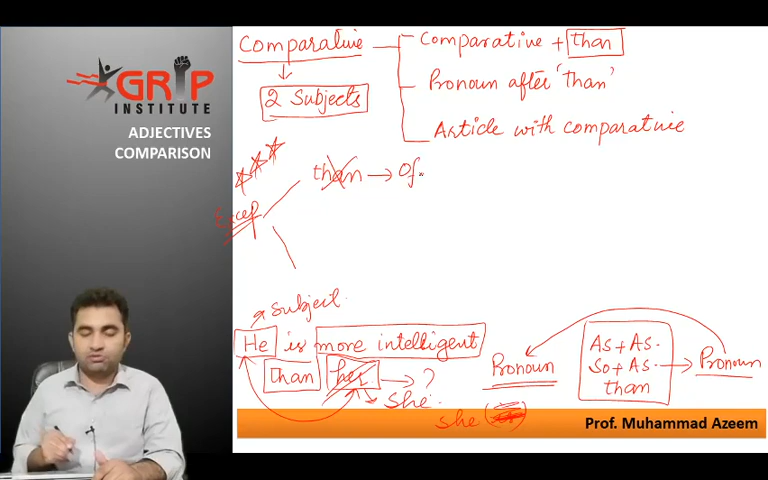 GRIP
INSTITUTE
ADJECTIVES
COMPARISON
Comparative
2 Subjects
Comparative + than
Pronoun after 'than'
Article with comparative
Excep
than → Of.
Subject.
He is more intelligent
than her. → ?
She.
she
Pronoun
As + As.
So + As.
than
Pronoun
Prof. Muhammad Azeem